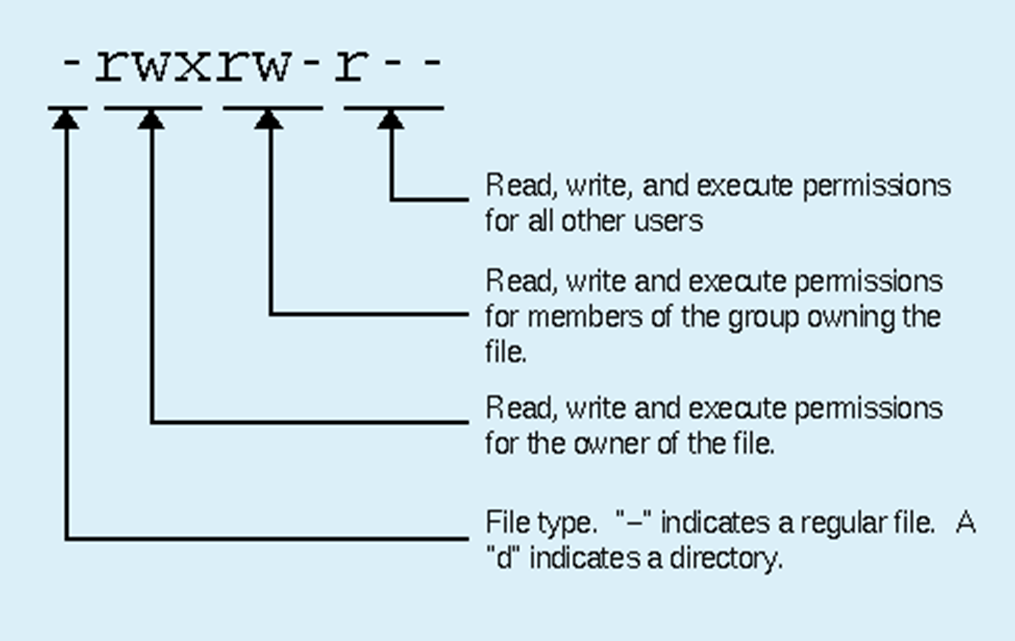 -rwxrw-r--
Read, write, and execute permissions
for all other users
Read, write and execute permissions
for members of the group owning the
file.
Read, write and execute permissions
for the owner of the file.
File type. "–" indicates a regular file. A
"d" indicates a directory.